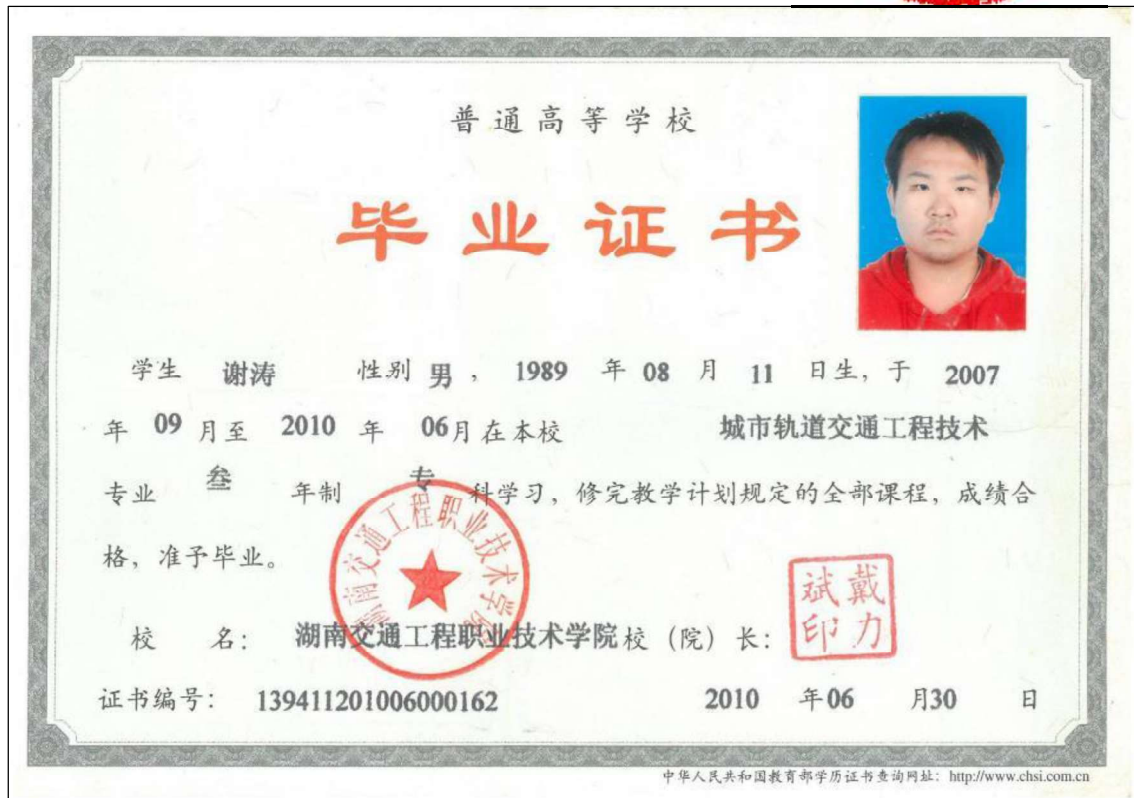 普通高等学校
毕业证书
学生 谢涛 性别 男 ， 1989 年 08 月 11 日生，于 2007
年 09 月至 2010 年 06 月在本校 城市轨道交通工程技术
专业 叁 年制 专 科学习，修完教学计划规定的全部课程，成绩合
格，准予毕业。
湖南交通工程职业技术学院
戴力斌印
校 名： 湖南交通工程职业技术学院 校（院）长：
证书编号： 139411201006000162 2010 年 06 月 30 日
中华人民共和国教育部学历证书查询网址：http://www.chsi.com.cn